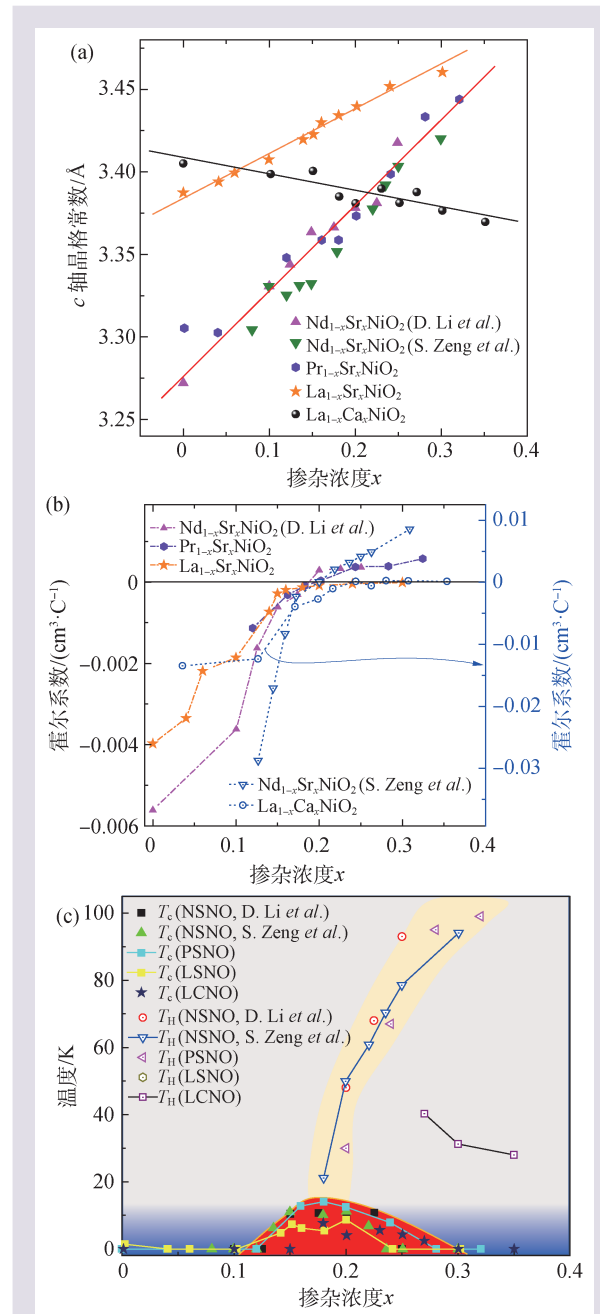 (a)
3.45
3.40
3.35
3.30
3.25
c 轴晶格常数/Å
Nd₁₋ₓSrₓNiO₂ (D. Li et al.)
Nd₁₋ₓSrₓNiO₂ (S. Zeng et al.)
Pr₁₋ₓSrₓNiO₂
La₁₋ₓSrₓNiO₂
La₁₋ₓCaₓNiO₂
0 0.1 0.2 0.3 0.4
掺杂浓度x
(b)
Nd₁₋ₓSrₓNiO₂ (D. Li et al.)
Pr₁₋ₓSrₓNiO₂
La₁₋ₓSrₓNiO₂
0
−0.002
−0.004
−0.006
霍尔系数/(cm³·C⁻¹)
0.01
0
−0.01
−0.02
−0.03
霍尔系数/(cm³·C⁻¹)
Nd₁₋ₓSrₓNiO₂ (S. Zeng et al.)
La₁₋ₓCaₓNiO₂
0 0.1 0.2 0.3 0.4
掺杂浓度x
(c)
100
80
60
40
20
0
温度/K
Tc (NSNO, D. Li et al.)
Tc (NSNO, S. Zeng et al.)
Tc (PSNO)
Tc (LSNO)
Tc (LCNO)
TH (NSNO, D. Li et al.)
TH (NSNO, S. Zeng et al.)
TH (PSNO)
TH (LSNO)
TH (LCNO)
0 0.1 0.2 0.3 0.4
掺杂浓度x